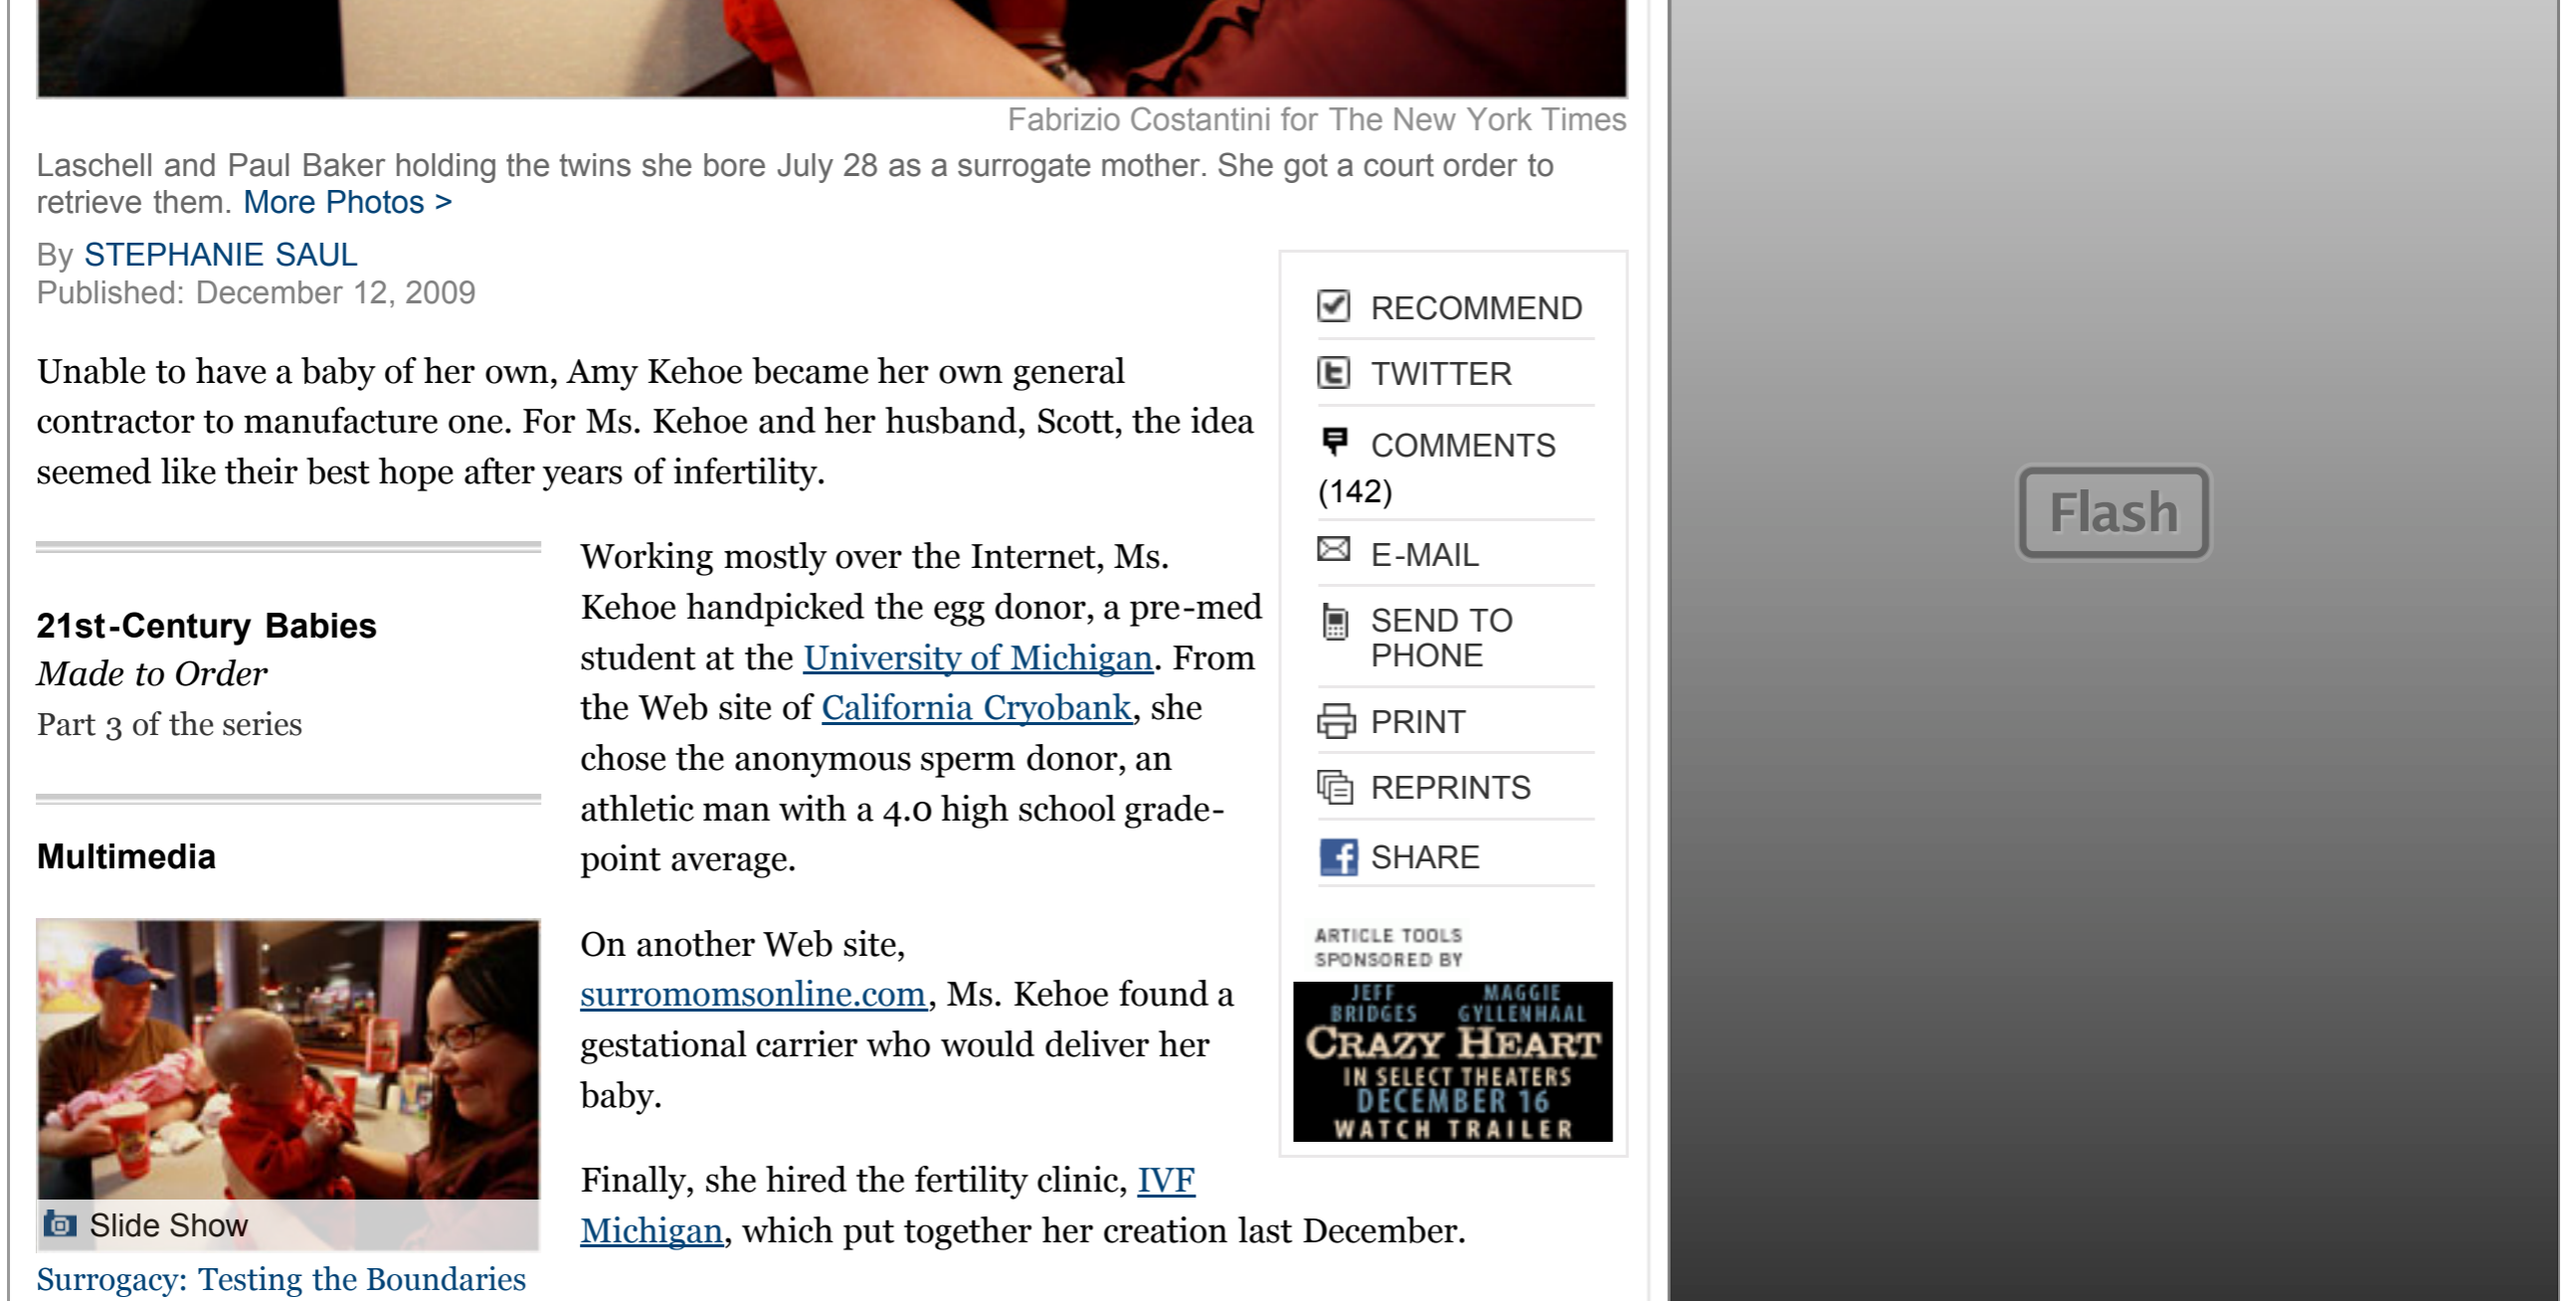 Fabrizio Costantini for The New York Times
Laschell and Paul Baker holding the twins she bore July 28 as a surrogate mother. She got a court order to
retrieve them. More Photos >
By STEPHANIE SAUL
Published: December 12, 2009
Unable to have a baby of her own, Amy Kehoe became her own general
contractor to manufacture one. For Ms. Kehoe and her husband, Scott, the idea
seemed like their best hope after years of infertility.
21st-Century Babies
Made to Order
Part 3 of the series
Multimedia
Slide Show
Surrogacy: Testing the Boundaries
Working mostly over the Internet, Ms.
Kehoe handpicked the egg donor, a pre-med
student at the University of Michigan. From
the Web site of California Cryobank, she
chose the anonymous sperm donor, an
athletic man with a 4.0 high school grade-
point average.
On another Web site,
surromomsonline.com, Ms. Kehoe found a
gestational carrier who would deliver her
baby.
Finally, she hired the fertility clinic, IVF
Michigan, which put together her creation last December.
RECOMMEND
TWITTER
COMMENTS
(142)
E-MAIL
SEND TO
PHONE
PRINT
REPRINTS
SHARE
ARTICLE TOOLS
SPONSORED BY
JEFF MAGGIE
BRIDGES GYLLENHAAL
CRAZY HEART
IN SELECT THEATERS
DECEMBER 16
WATCH TRAILER
Flash